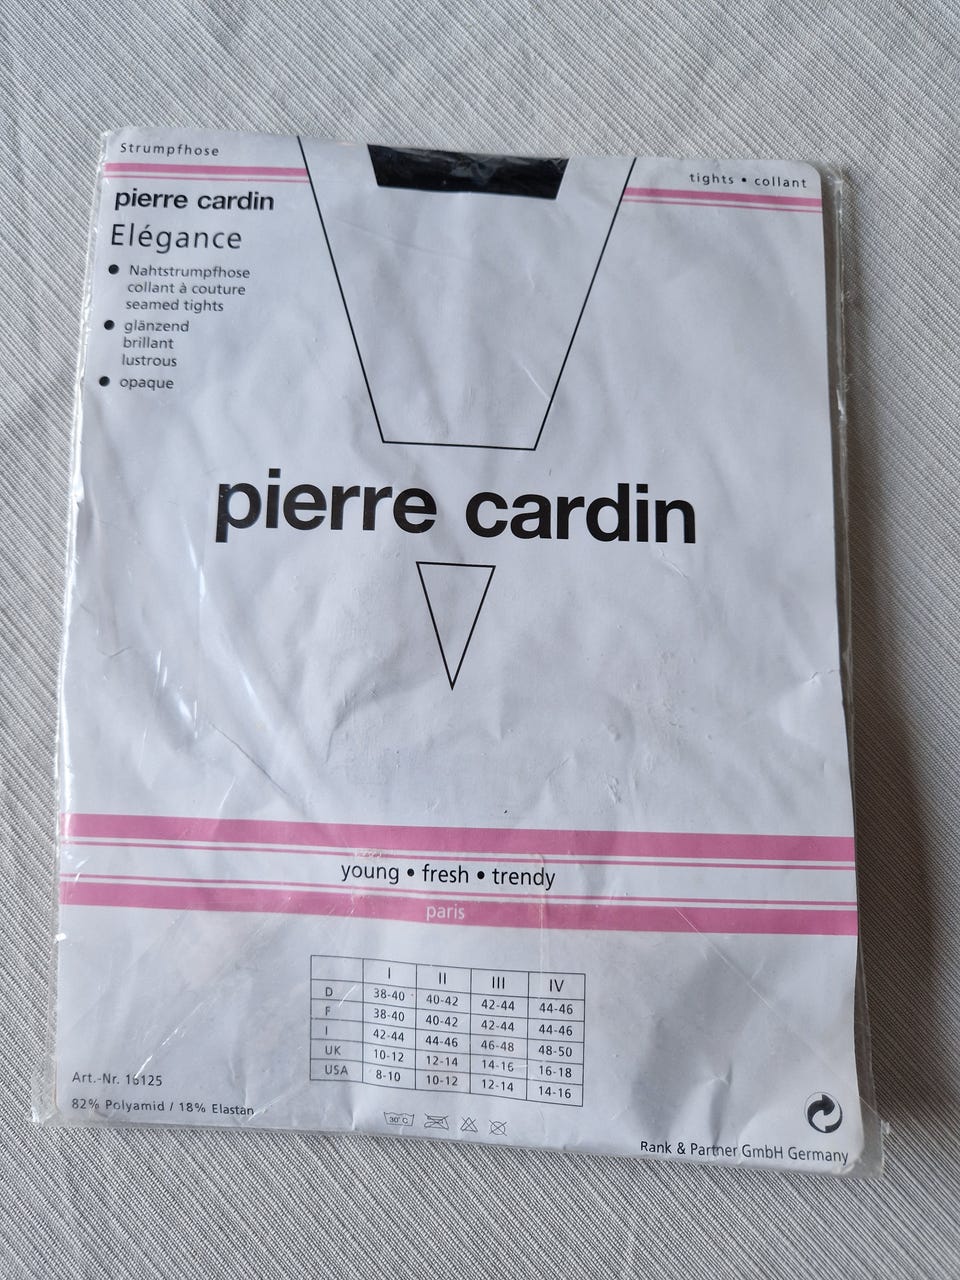 Strumpfhose
tights • collant
pierre cardin
Elégance
● Nahtstrumpfhose
collant à couture
seamed tights
● glänzend
brillant
lustrous
● opaque
pierre cardin
young • fresh • trendy
paris
I II III IV
D 38-40 40-42 42-44 44-46
F 38-40 40-42 42-44 44-46
I 42-44 44-46 46-48 48-50
UK 10-12 12-14 14-16 16-18
USA 8-10 10-12 12-14 14-16
Art.-Nr. 16125
82% Polyamid / 18% Elastan
30°C
Rank & Partner GmbH Germany